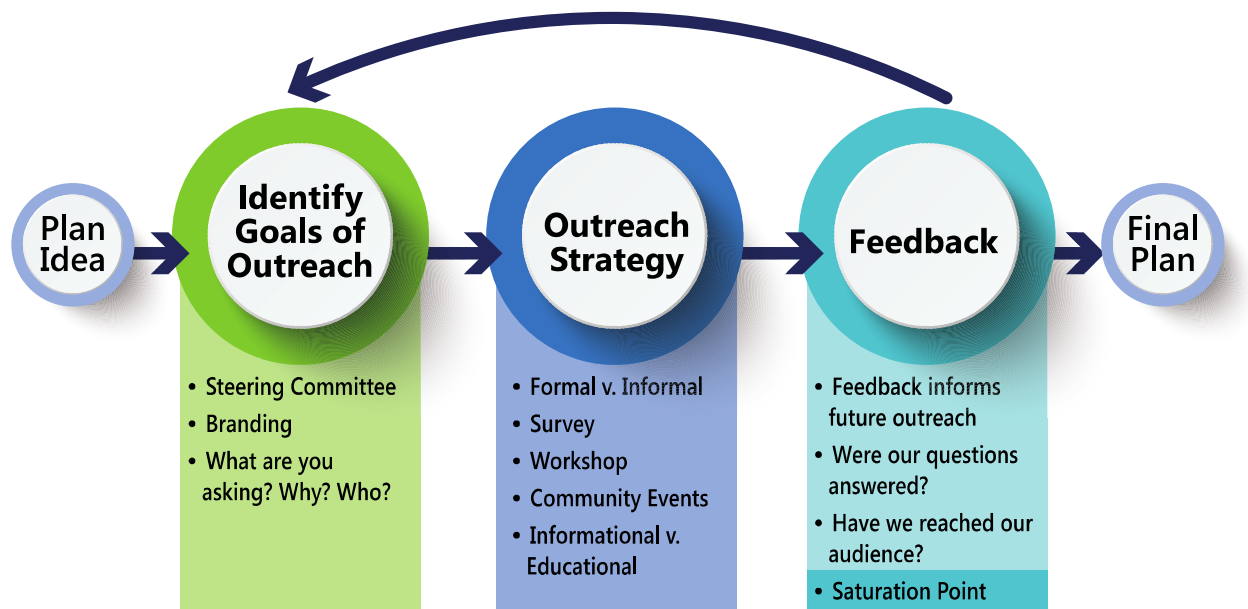 Plan
Idea
Identify
Goals of
Outreach
• Steering Committee
• Branding
• What are you
asking? Why? Who?
Outreach
Strategy
• Formal v. Informal
• Survey
• Workshop
• Community Events
• Informational v.
Educational
Feedback
• Feedback informs
future outreach
• Were our questions
answered?
• Have we reached our
audience?
• Saturation Point
Final
Plan